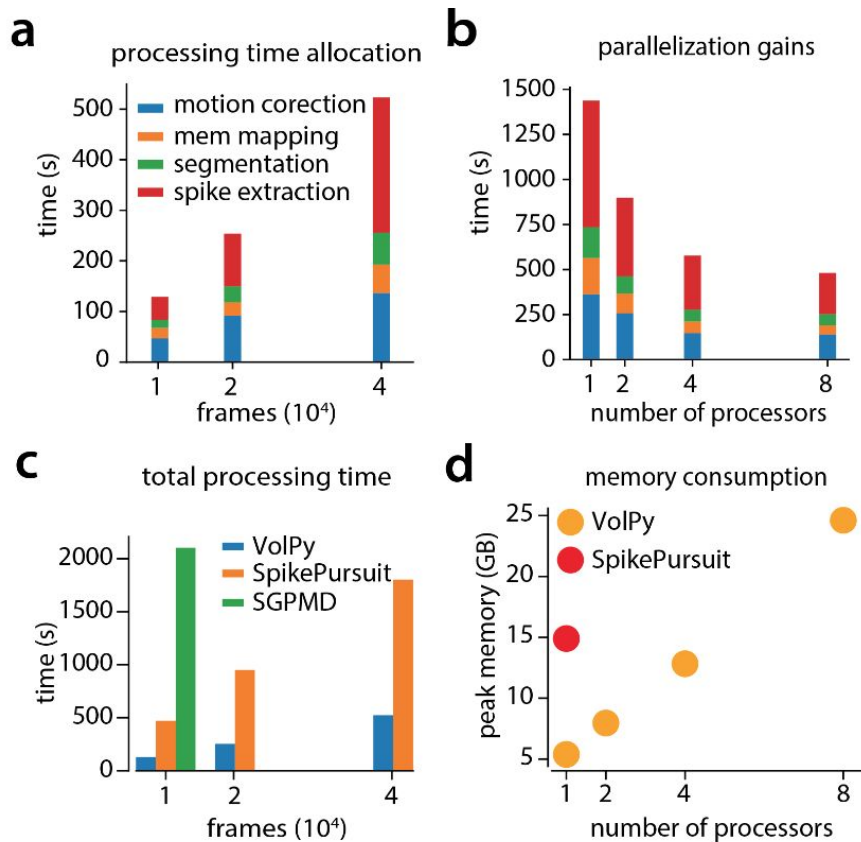 a
processing time allocation
500
400
300
200
100
0
time (s)
motion corection
mem mapping
segmentation
spike extraction
1
2
4
frames (10⁴)
b
parallelization gains
1500
1250
1000
750
500
250
0
time (s)
1
2
4
8
number of processors
c
total processing time
2000
1500
1000
500
0
time (s)
VolPy
SpikePursuit
SGPMD
1
2
4
frames (10⁴)
d
memory consumption
25
20
15
10
5
peak memory (GB)
VolPy
SpikePursuit
1
2
4
8
number of processors